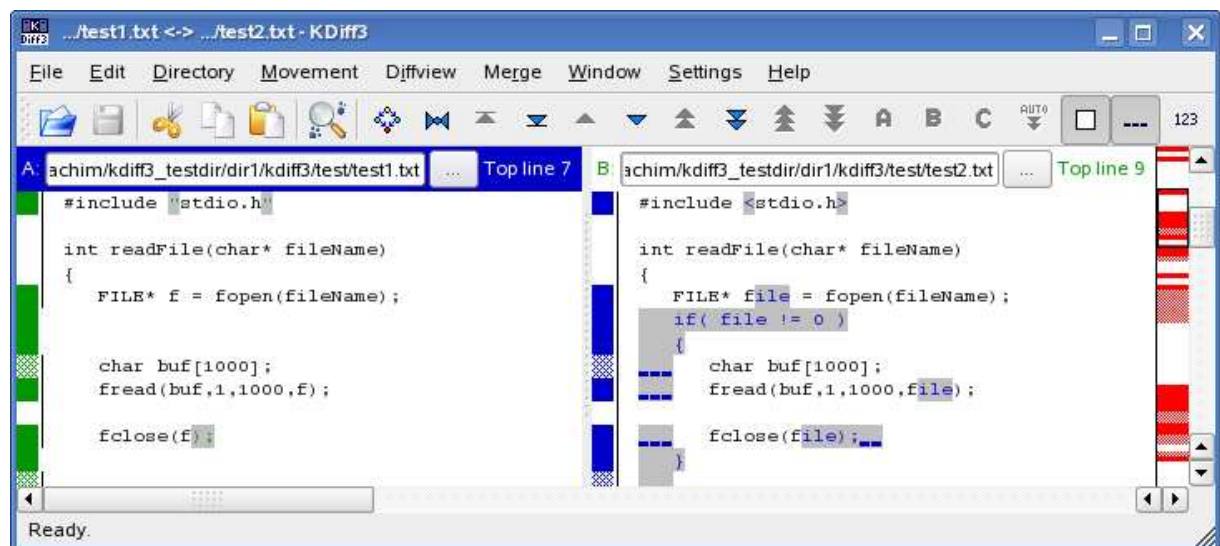 .../test1.txt <-> .../test2.txt - KDiff3
File Edit Directory Movement Diffview Merge Window Settings Help
A B C AUTO 123
A: achim/kdiff3_testdir/dir1/kdiff3/test/test1.txt ... Top line 7
#include "stdio.h"
int readFile(char* fileName)
{
FILE* f = fopen(fileName);
char buf[1000];
fread(buf,1,1000,f);
fclose(f);
B: achim/kdiff3_testdir/dir1/kdiff3/test/test2.txt ... Top line 9
#include <stdio.h>
int readFile(char* fileName)
{
FILE* file = fopen(fileName);
if( file != 0 )
{
char buf[1000];
fread(buf,1,1000,file);
fclose(file);
}
Ready.